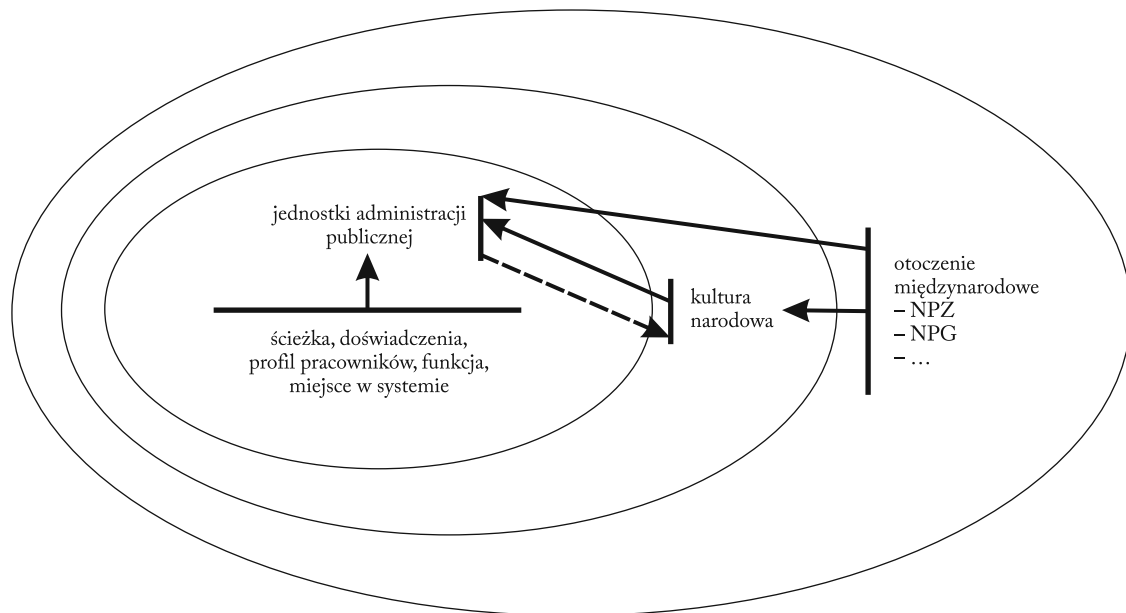 jednostki administracji
publicznej
ścieżka, doświadczenia,
profil pracowników, funkcja,
miejsce w systemie
kultura
narodowa
otoczenie
międzynarodowe
– NPZ
– NPG
– …